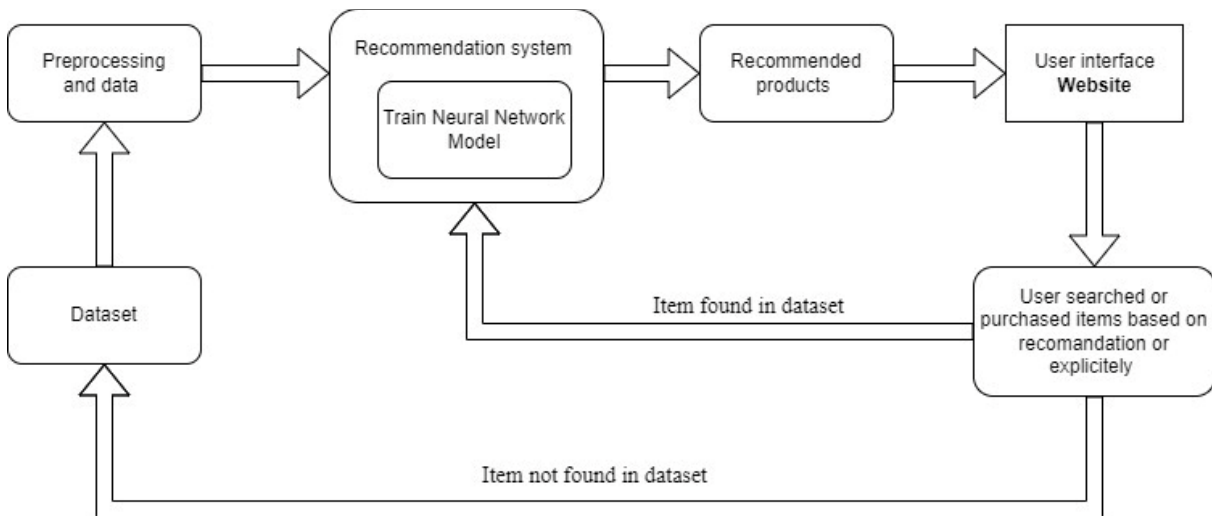 Preprocessing
and data
Recommendation system
Train Neural Network
Model
Recommended
products
User interface
Website
Dataset
Item found in dataset
User searched or
purchased items based on
recomandation or
explicitely
Item not found in dataset